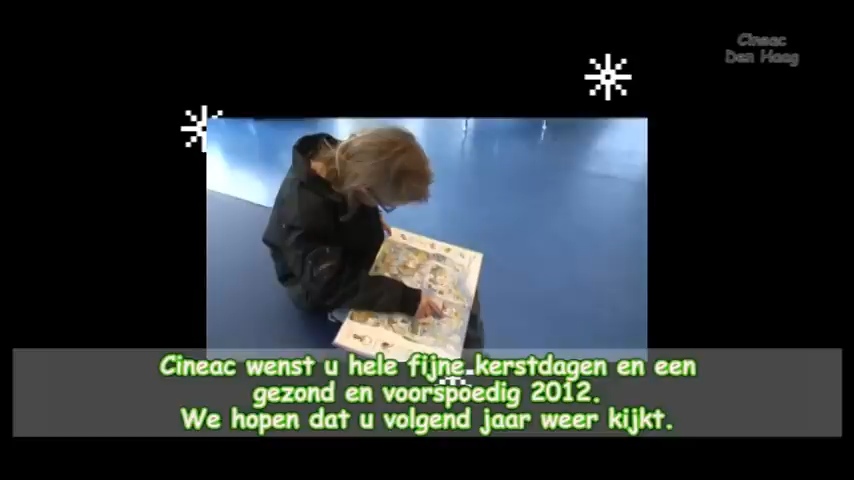 Cineac
Den Haag
Cineac wenst u hele fijne kerstdagen en een
gezond en voorspoedig 2012.
We hopen dat u volgend jaar weer kijkt.